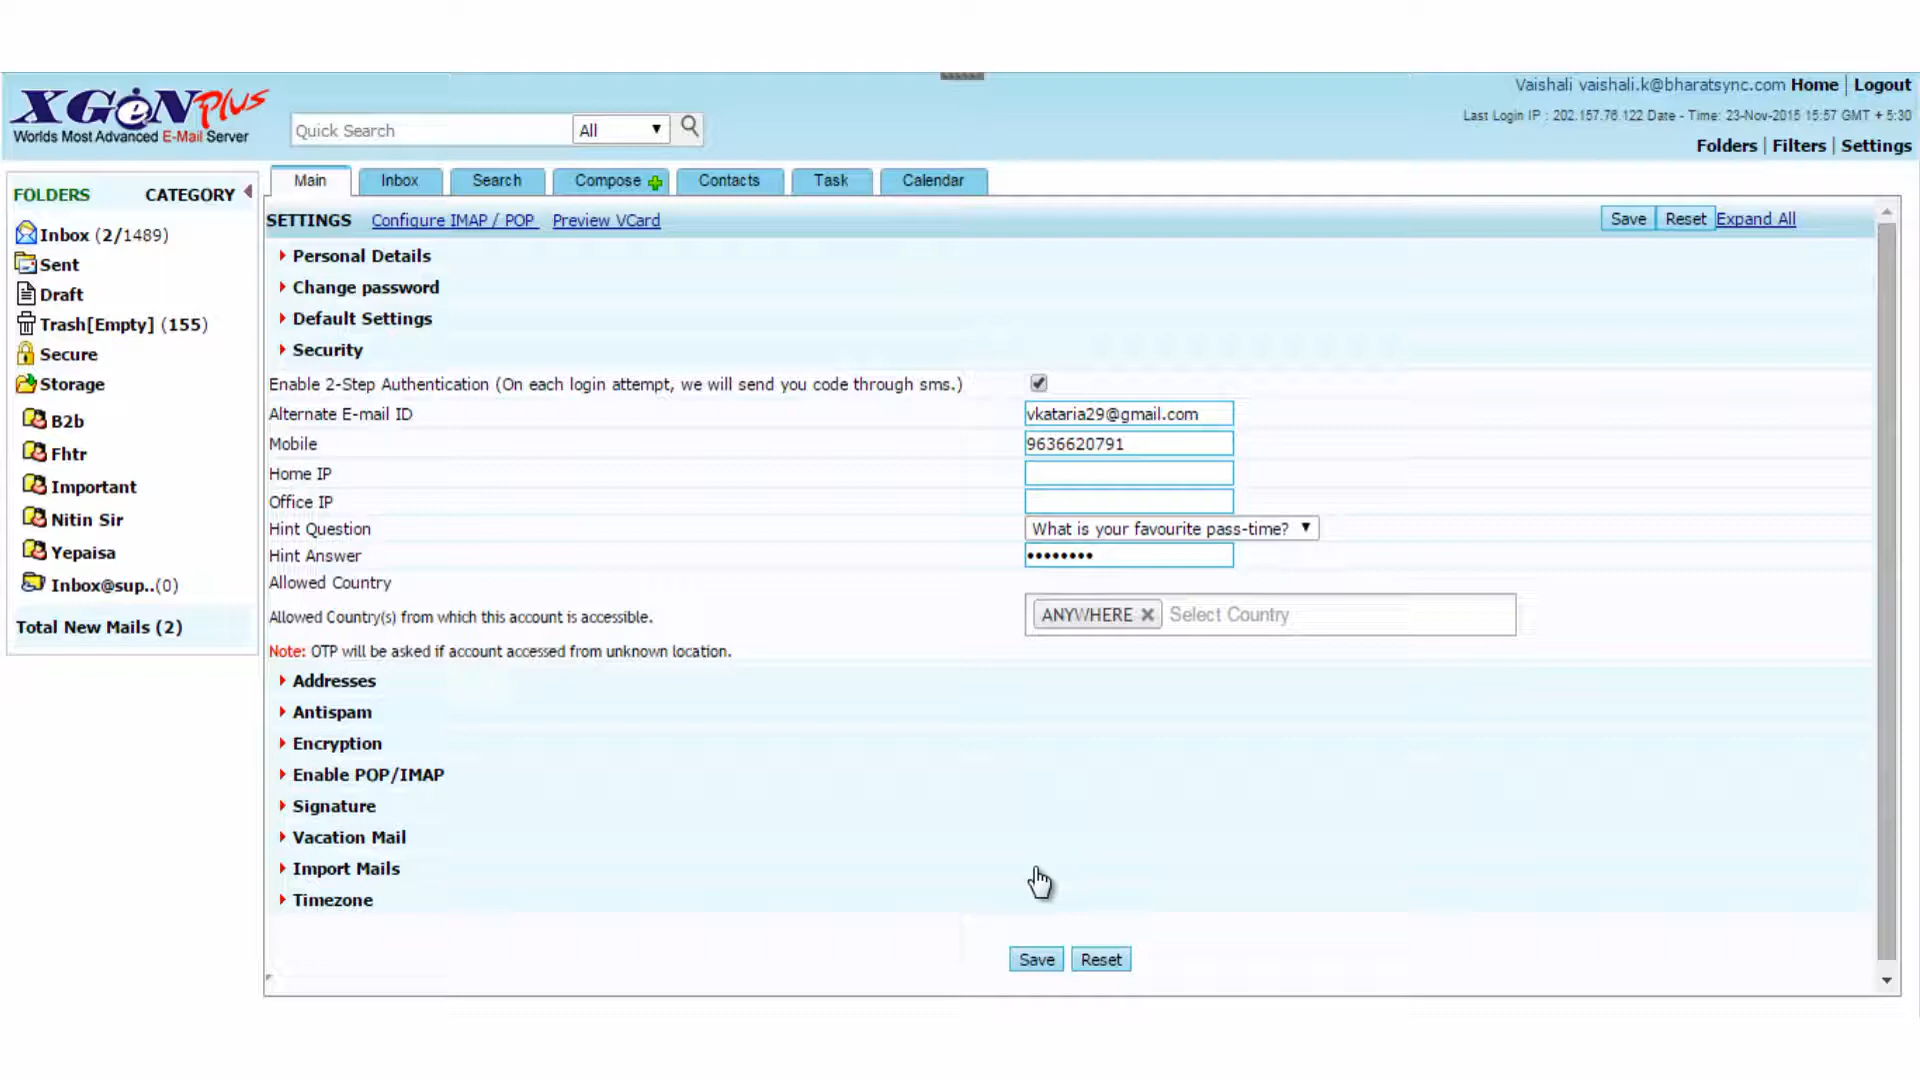 Vaishali vaishali.k@bharatsync.com Home | Logout
XGeN Plus
Worlds Most Advanced E-Mail Server
Quick Search All
Last Login IP : 202.157.76.122 Date - Time: 23-Nov-2015 15:57 GMT + 5:30
Folders | Filters | Settings
Main Inbox Search Compose Contacts Task Calendar
FOLDERS CATEGORY
Inbox (2/1489)
Sent
Draft
Trash[Empty] (155)
Secure
Storage
B2b
Fhtr
Important
Nitin Sir
Yepaisa
Inbox@sup..(0)
Total New Mails (2)
SETTINGS Configure IMAP / POP Preview VCard Save Reset Expand All
Personal Details
Change password
Default Settings
Security
Enable 2-Step Authentication (On each login attempt, we will send you code through sms.)
Alternate E-mail ID vkataria29@gmail.com
Mobile 9636620791
Home IP
Office IP
Hint Question What is your favourite pass-time?
Hint Answer ••••••••
Allowed Country
Allowed Country(s) from which this account is accessible. ANYWHERE Select Country
Note: OTP will be asked if account accessed from unknown location.
Addresses
Antispam
Encryption
Enable POP/IMAP
Signature
Vacation Mail
Import Mails
Timezone
Save Reset